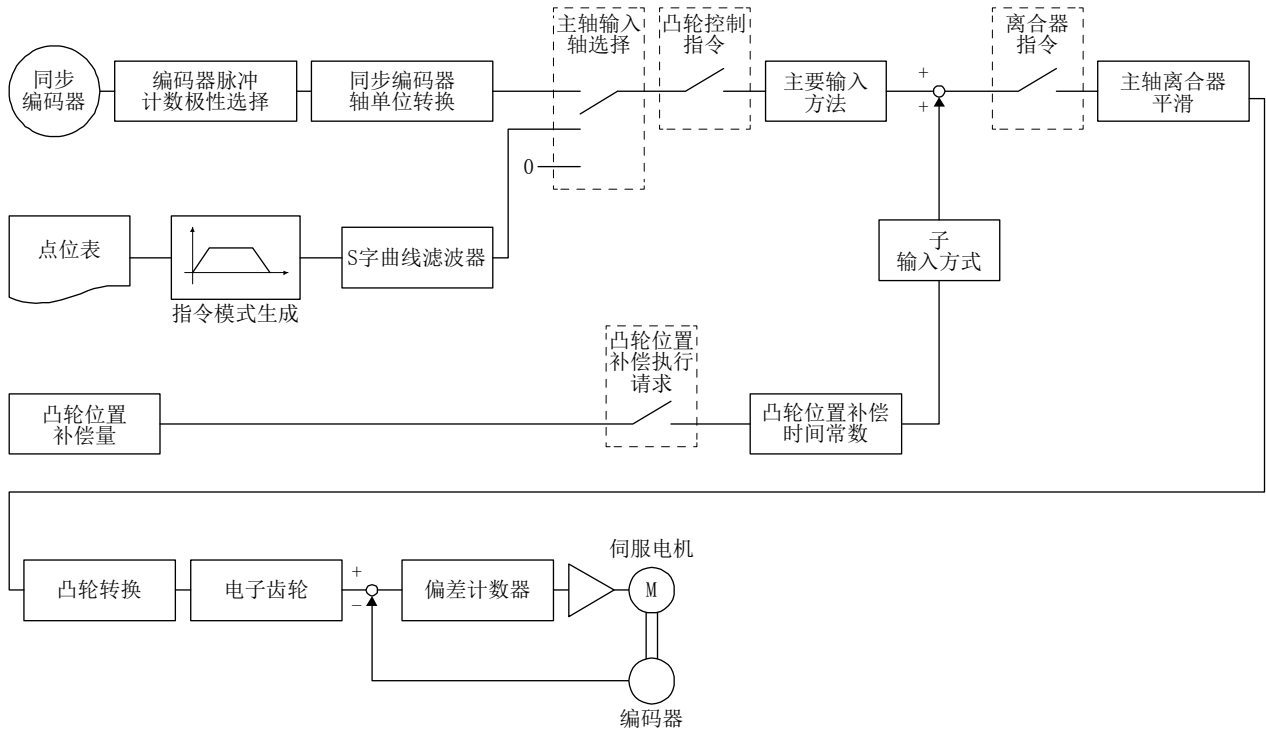 主轴输入
轴选择
凸轮控制
指令
离合器
指令
同步
编码器
编码器脉冲
计数极性选择
同步编码器
轴单位转换
主要输入
方法
+
+
主轴离合器
平滑
0
点位表
指令模式生成
S字曲线滤波器
子
输入方式
凸轮位置
补偿执行
请求
凸轮位置
补偿量
凸轮位置补偿
时间常数
凸轮转换
电子齿轮
+
−
偏差计数器
伺服电机
M
编码器